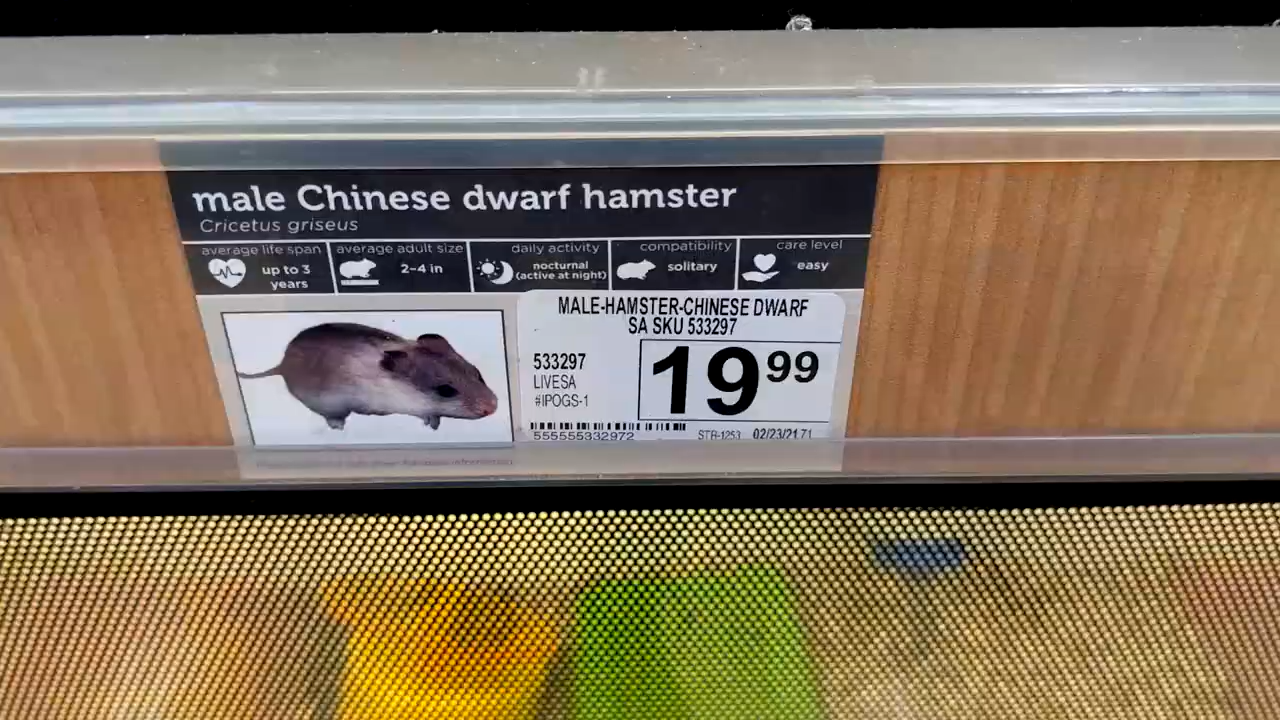 male Chinese dwarf hamster
Cricetus griseus
average life span
up to 3
years
average adult size
2-4 in
daily activity
nocturnal
(active at night)
compatibility
solitary
care level
easy
MALE-HAMSTER-CHINESE DWARF
SA SKU 533297
533297
LIVESA
#IPOGS-1
19 99
555555332972
STR-1253 02/23/21 71